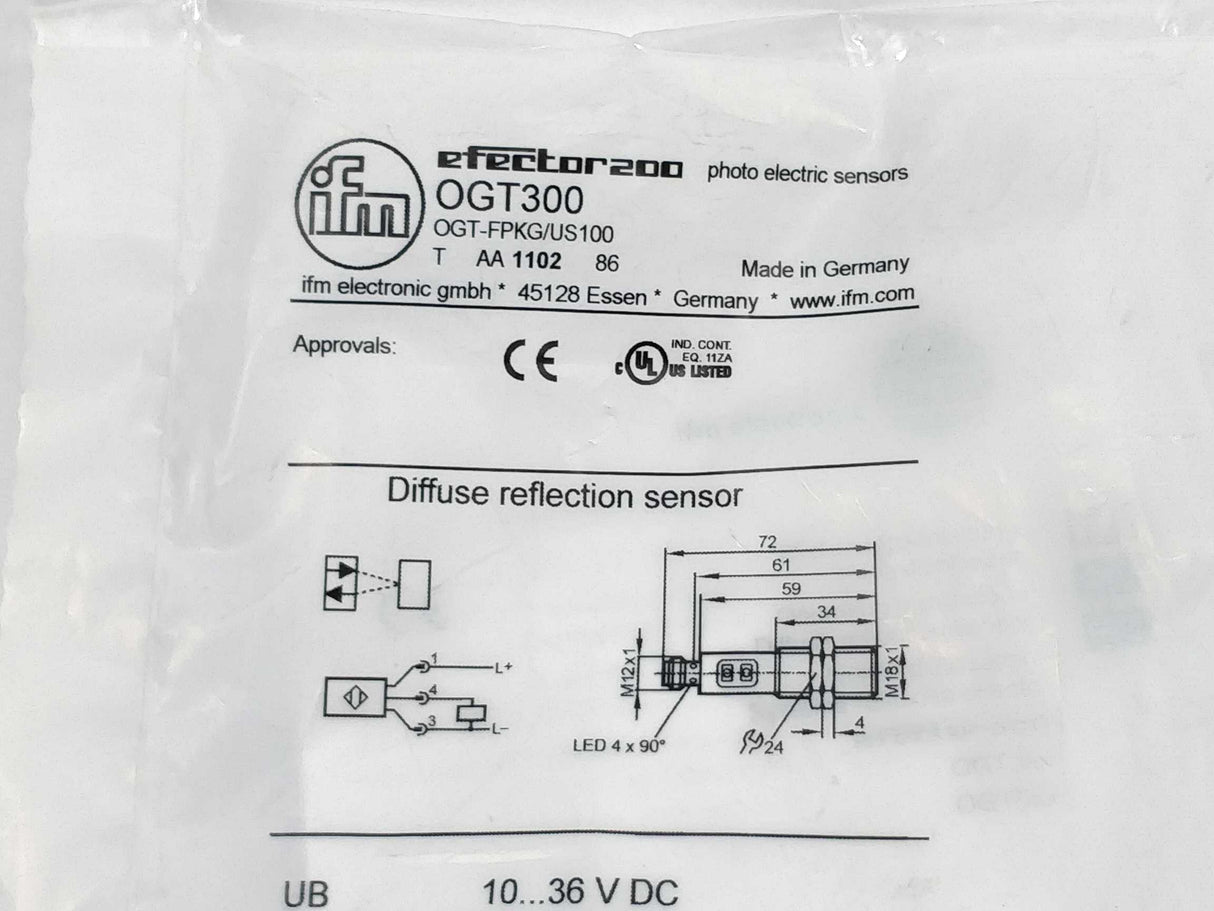 ifm
efector200 photo electric sensors
OGT300
OGT-FPKG/US100
T AA 1102 86
Made in Germany
ifm electronic gmbh * 45128 Essen * Germany * www.ifm.com
Approvals:
CE
c UL US LISTED
IND. CONT.
EQ. 11ZA
Diffuse reflection sensor
72
61
59
34
M12x1
M18x1
LED 4 x 90°
24
4
1
L+
4
3
L–
UB 10...36 V DC